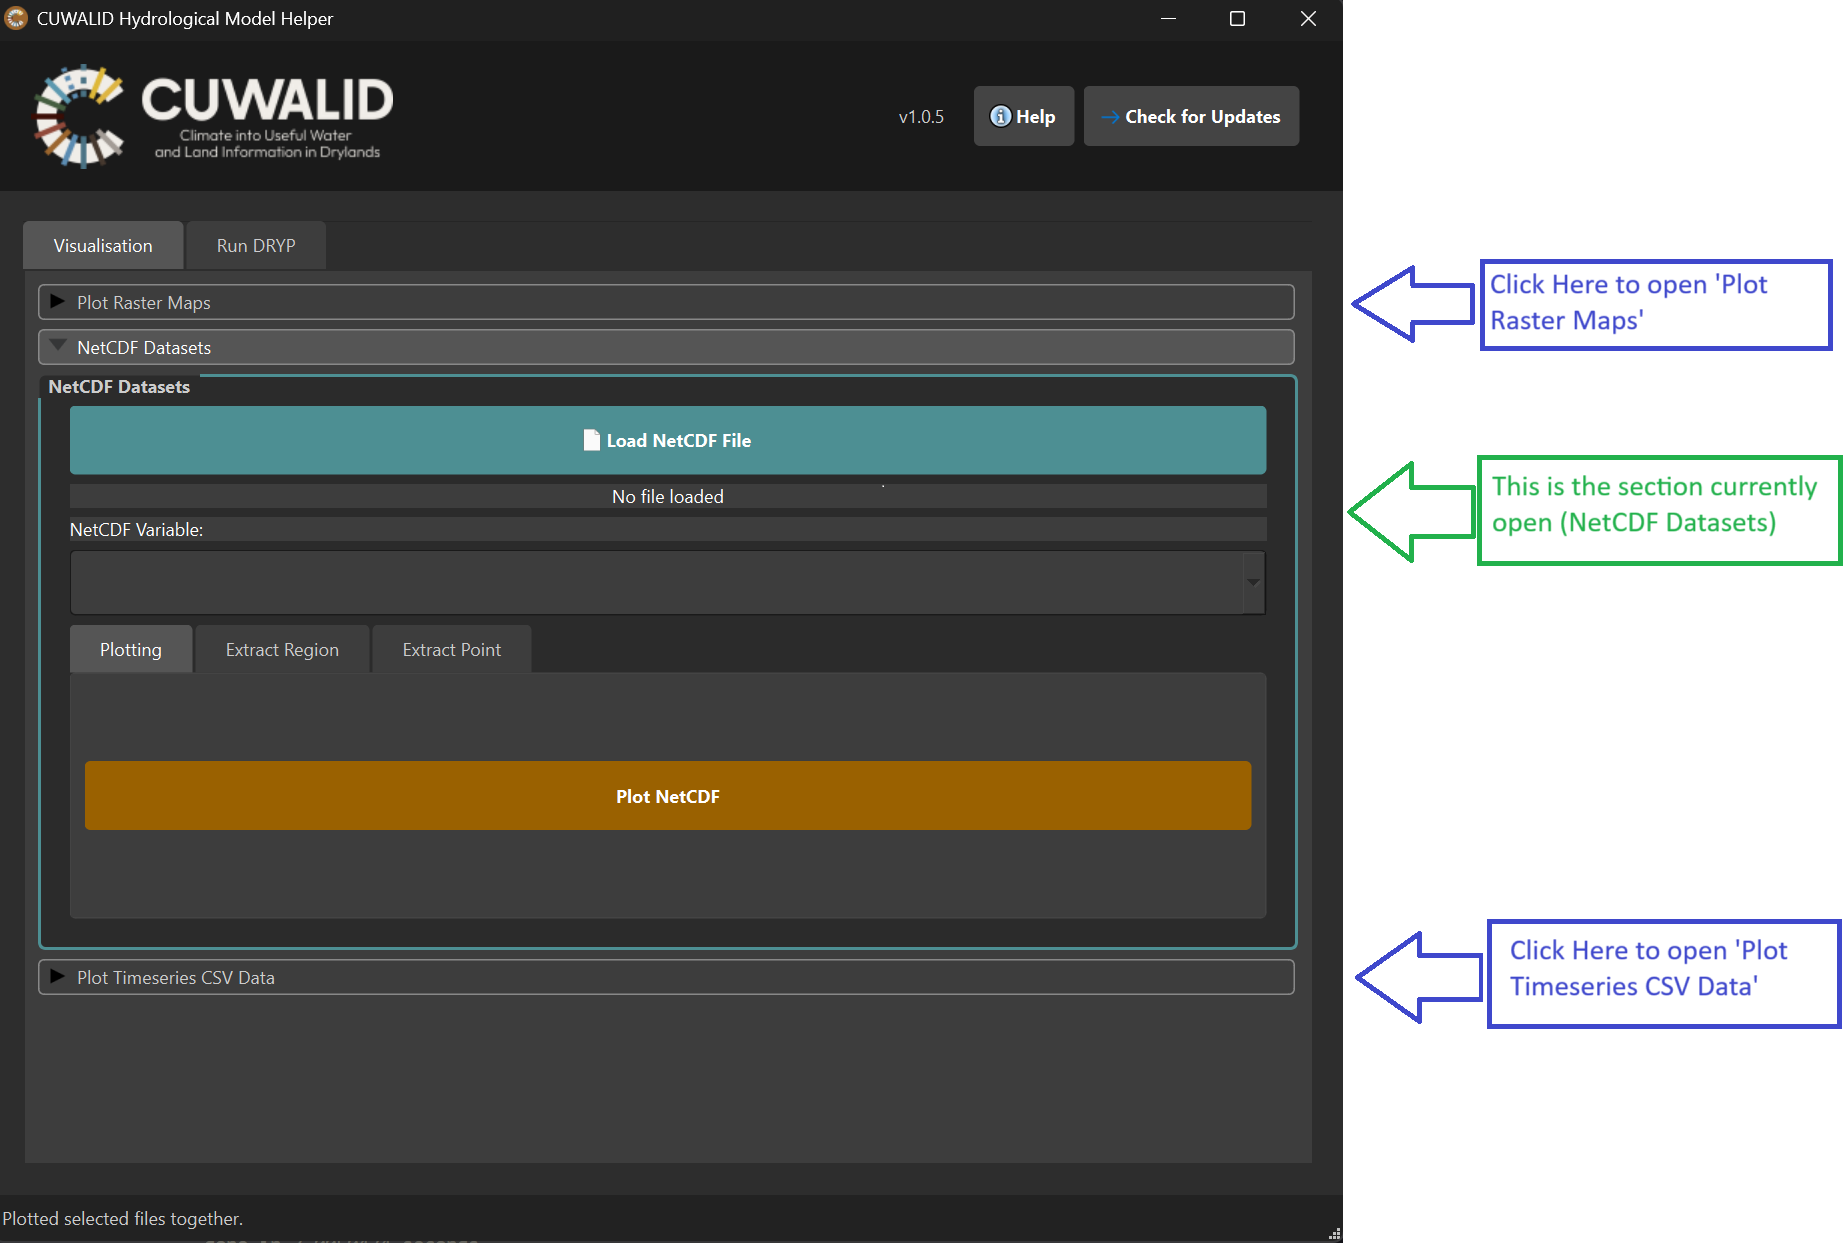 CUWALID Hydrological Model Helper
CUWALID
Climate into Useful Water
and Land Information in Drylands
v1.0.5
Help
Check for Updates
Visualisation
Run DRYP
Plot Raster Maps
Click Here to open 'Plot
Raster Maps'
NetCDF Datasets
NetCDF Datasets
Load NetCDF File
This is the section currently
open (NetCDF Datasets)
No file loaded
NetCDF Variable:
Plotting
Extract Region
Extract Point
Plot NetCDF
Plot Timeseries CSV Data
Click Here to open 'Plot
Timeseries CSV Data'
Plotted selected files together.